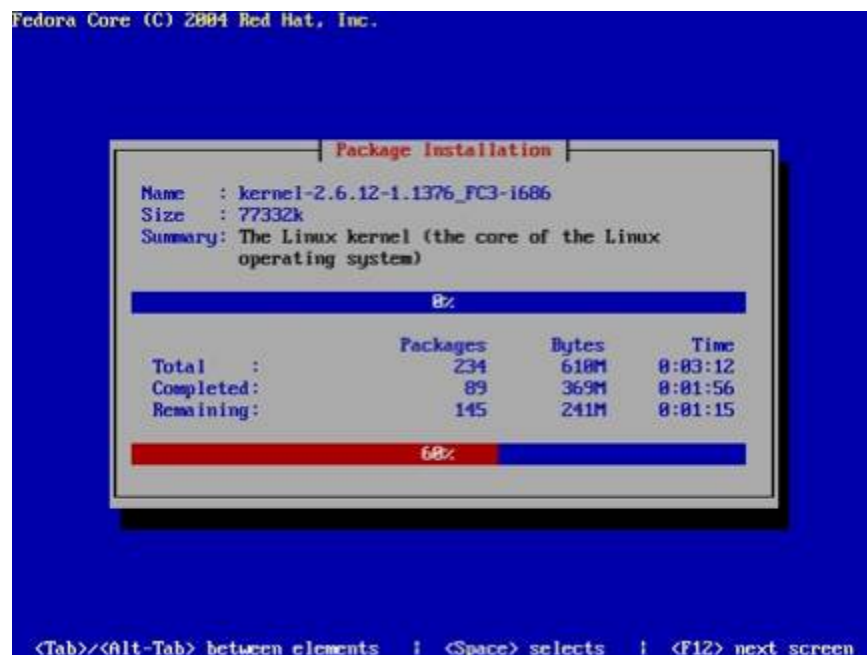 Fedora Core (C) 2004 Red Hat, Inc.
Package Installation
Name : kernel-2.6.12-1.1376_FC3-i686
Size : 77332k
Summary: The Linux kernel (the core of the Linux
operating system)
0%
Packages Bytes Time
Total : 234 610M 0:03:12
Completed: 89 369M 0:01:56
Remaining: 145 241M 0:01:15
60%
<Tab>/<Alt-Tab> between elements | <Space> selects | <F12> next screen